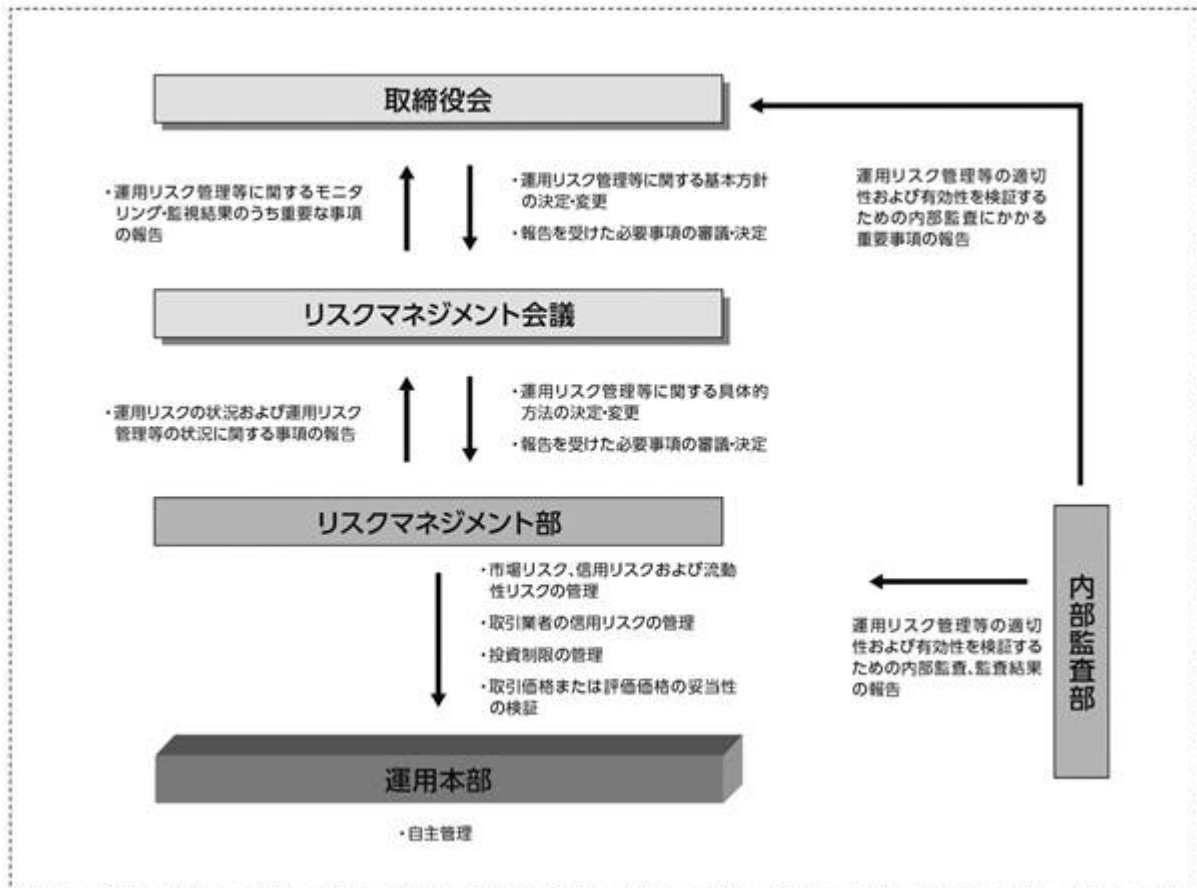 取締役会
・運用リスク管理等に関するモニタ
リング・監視結果のうち重要な事項
の報告
・運用リスク管理等に関する基本方針
の決定・変更
・報告を受けた必要事項の審議・決定
運用リスク管理等の適切
性および有効性を検証す
るための内部監査にかかる
重要事項の報告
リスクマネジメント会議
・運用リスクの状況および運用リスク
管理等の状況に関する事項の報告
・運用リスク管理等に関する具体的
方法の決定・変更
・報告を受けた必要事項の審議・決定
リスクマネジメント部
・市場リスク、信用リスクおよび流動
性リスクの管理
・取引業者の信用リスクの管理
・投資制限の管理
・取引価格または評価価格の妥当性
の検証
運用リスク管理等の適切
性および有効性を検証する
ための内部監査、監査結果
の報告
内部監査部
運用本部
・自主管理